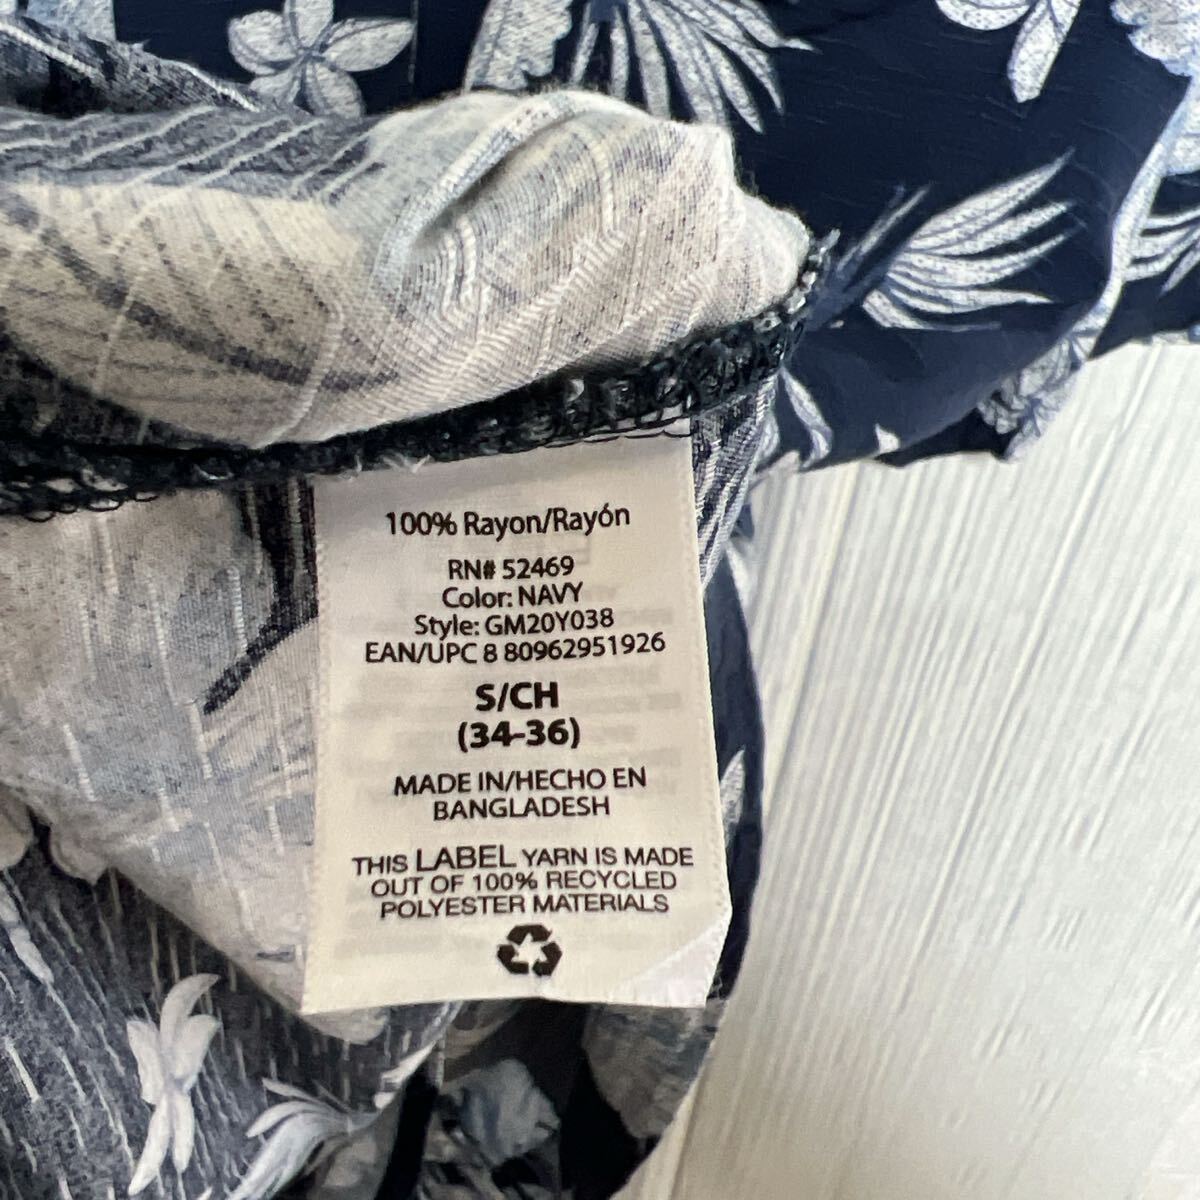 100% Rayon/Rayón
RN# 52469
Color: NAVY
Style: GM20Y038
EAN/UPC 8 80962951926
S/CH
(34-36)
MADE IN/HECHO EN
BANGLADESH
THIS LABEL YARN IS MADE
OUT OF 100% RECYCLED
POLYESTER MATERIALS